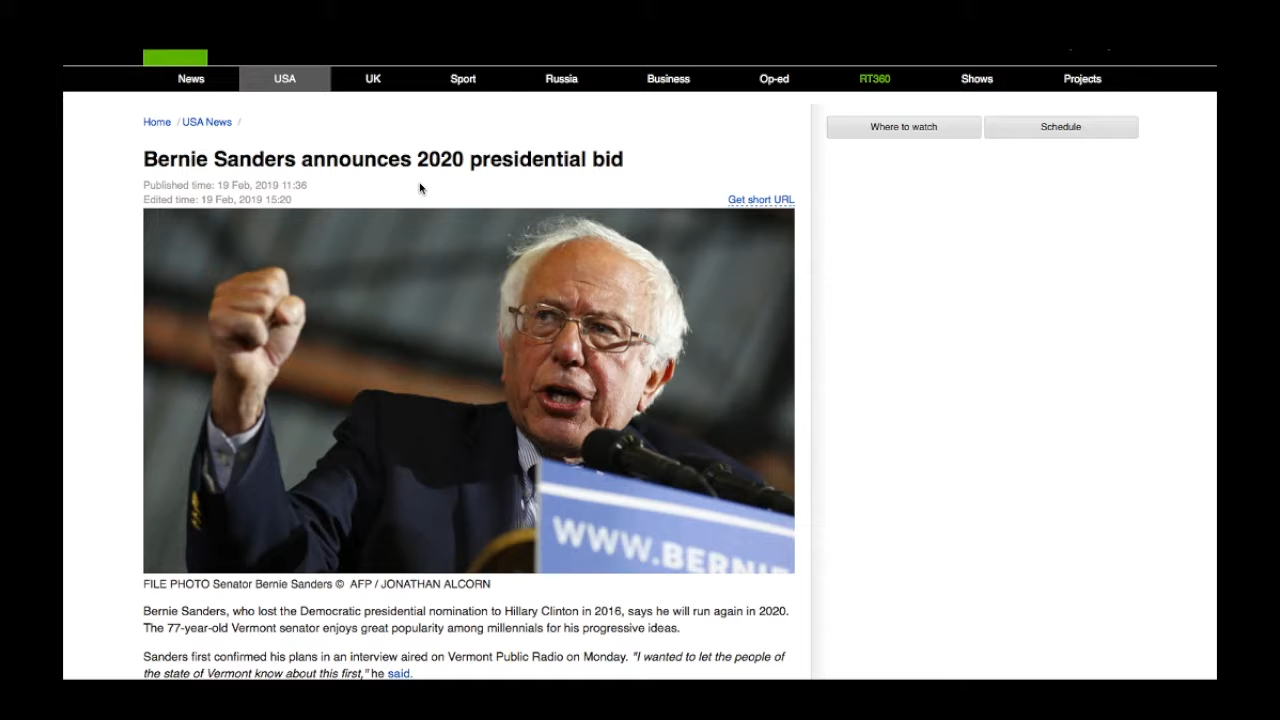 News USA UK Sport Russia Business Op-ed RT360 Shows Projects
Home / USA News /
Where to watch Schedule
Bernie Sanders announces 2020 presidential bid
Published time: 19 Feb, 2019 11:36
Edited time: 19 Feb, 2019 15:20
Get short URL
WWW.BERNIE
FILE PHOTO Senator Bernie Sanders © AFP / JONATHAN ALCORN
Bernie Sanders, who lost the Democratic presidential nomination to Hillary Clinton in 2016, says he will run again in 2020.
The 77-year-old Vermont senator enjoys great popularity among millennials for his progressive ideas.
Sanders first confirmed his plans in an interview aired on Vermont Public Radio on Monday. "I wanted to let the people of
the state of Vermont know about this first," he said.